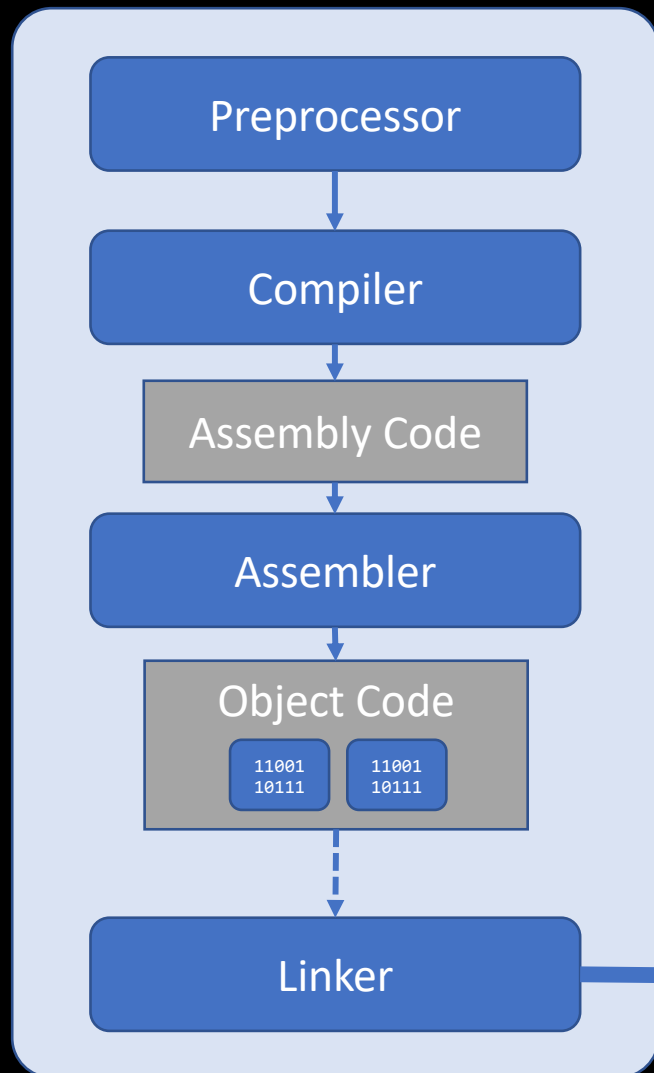 Preprocessor
Compiler
Assembly Code
Assembler
Object Code
11001 11001
10111 10111
Linker